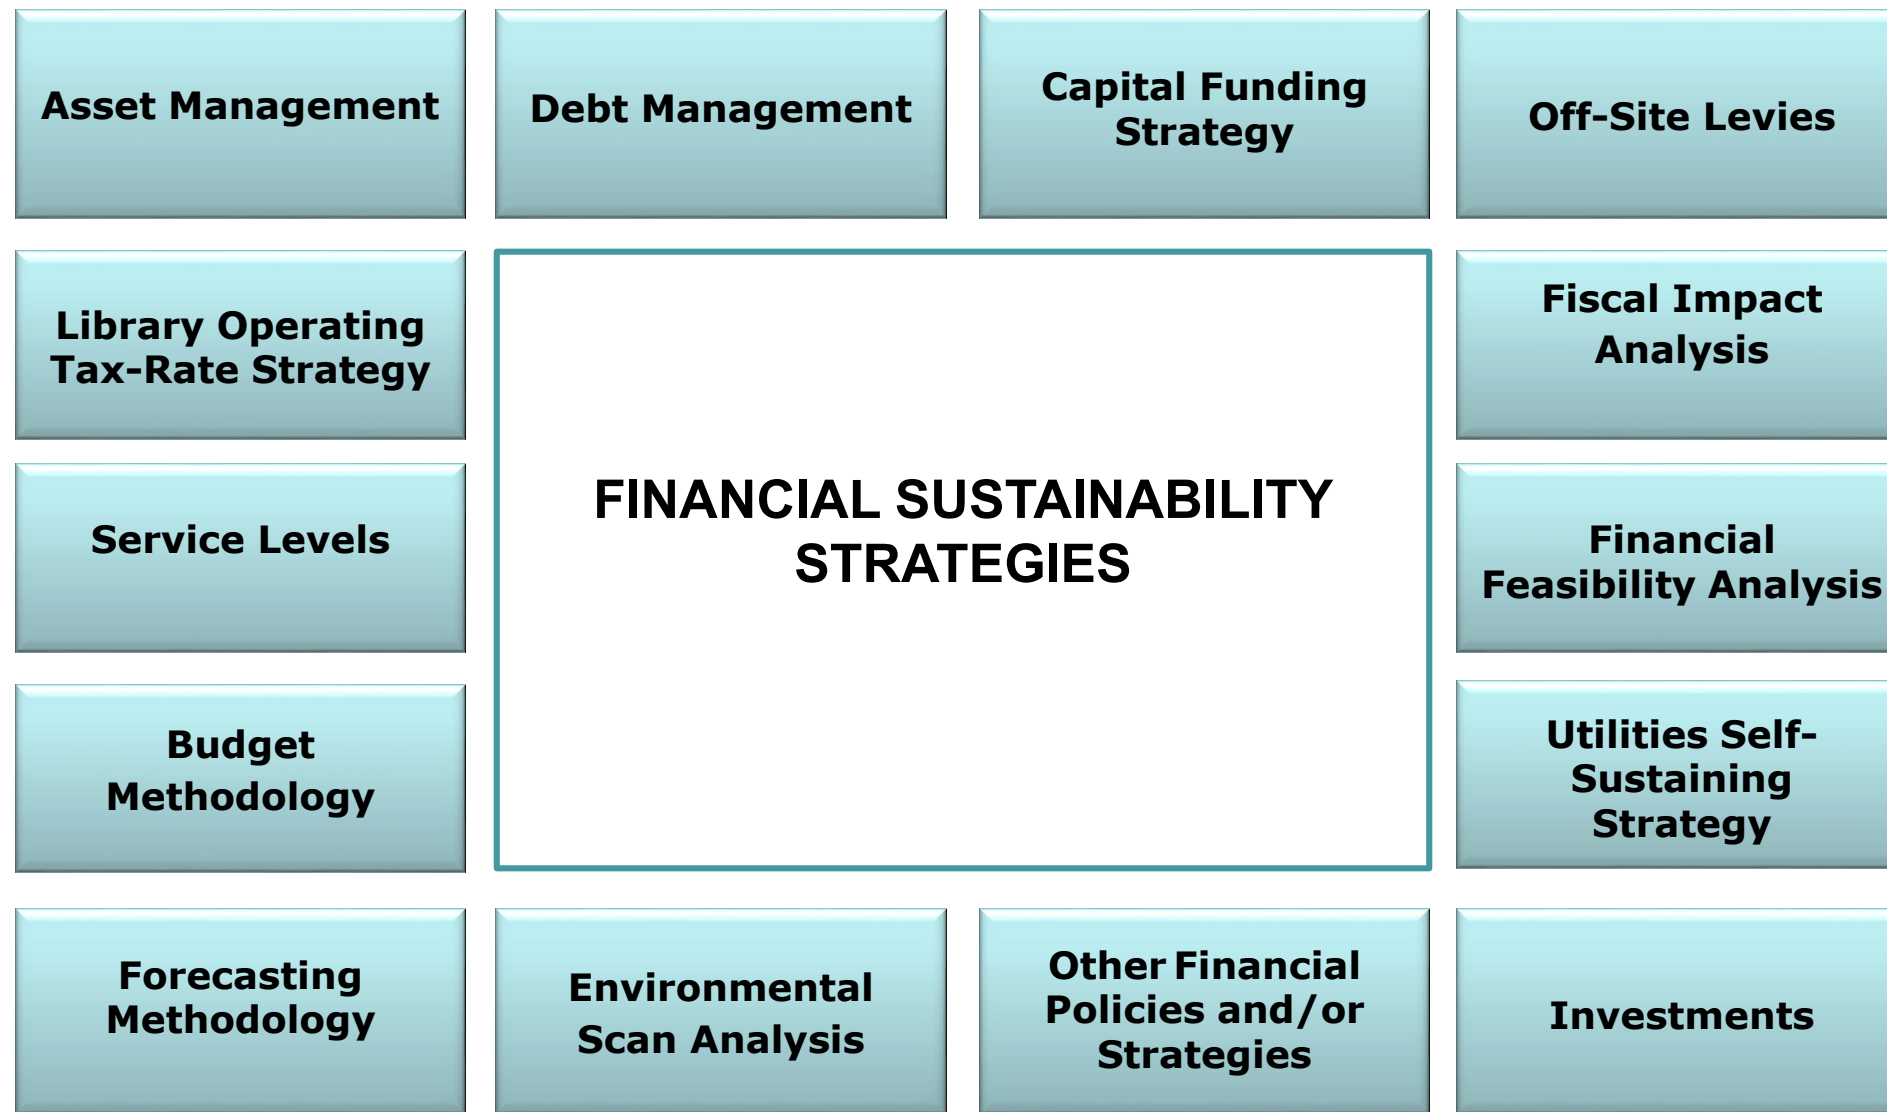 Asset Management
Debt Management
Capital Funding
Strategy
Off-Site Levies
Library Operating
Tax-Rate Strategy
FINANCIAL SUSTAINABILITY
STRATEGIES
Fiscal Impact
Analysis
Service Levels
Financial
Feasibility Analysis
Budget
Methodology
Utilities Self-
Sustaining
Strategy
Forecasting
Methodology
Environmental
Scan Analysis
Other Financial
Policies and/or
Strategies
Investments